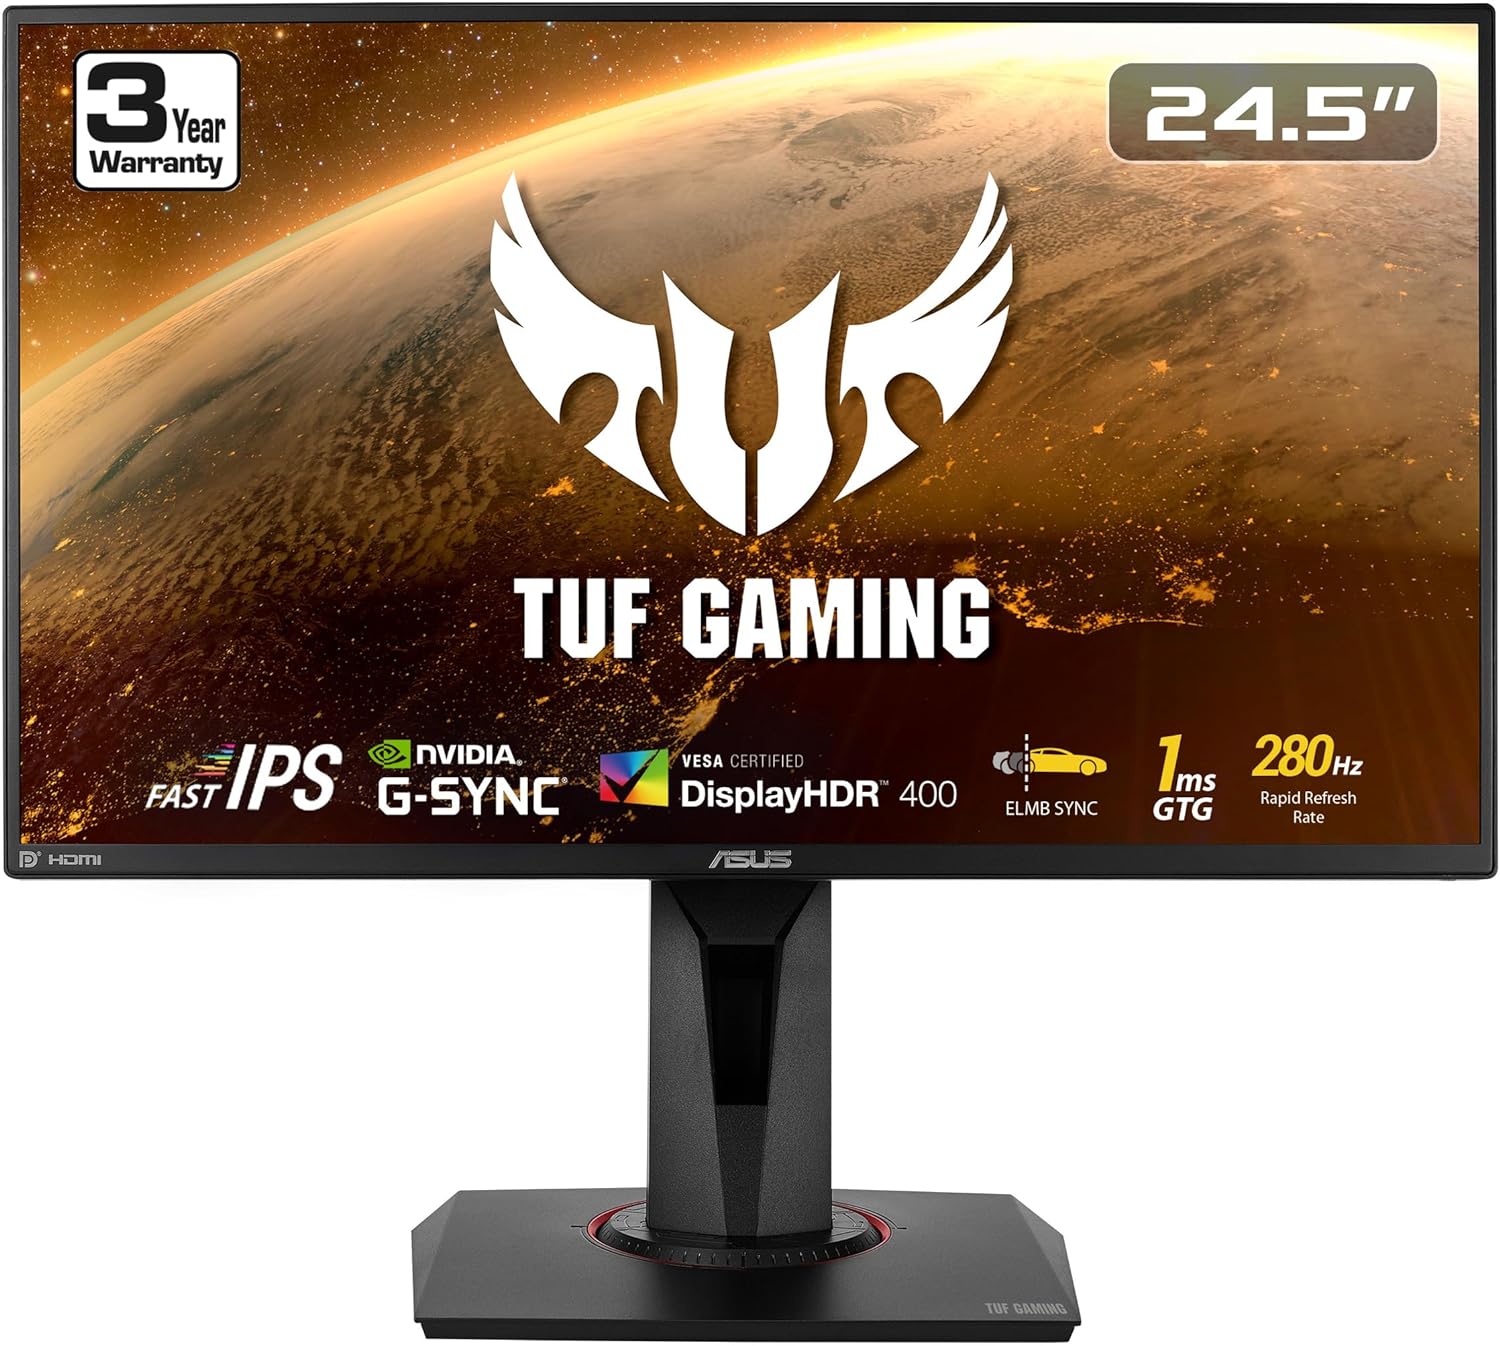 3 Year
Warranty
24.5"
TUF GAMING
FAST IPS
NVIDIA.
G-SYNC®
VESA CERTIFIED
DisplayHDR™ 400
ELMB SYNC
1ms
GTG
280Hz
Rapid Refresh
Rate
HDMI
ASUS
TUF GAMING